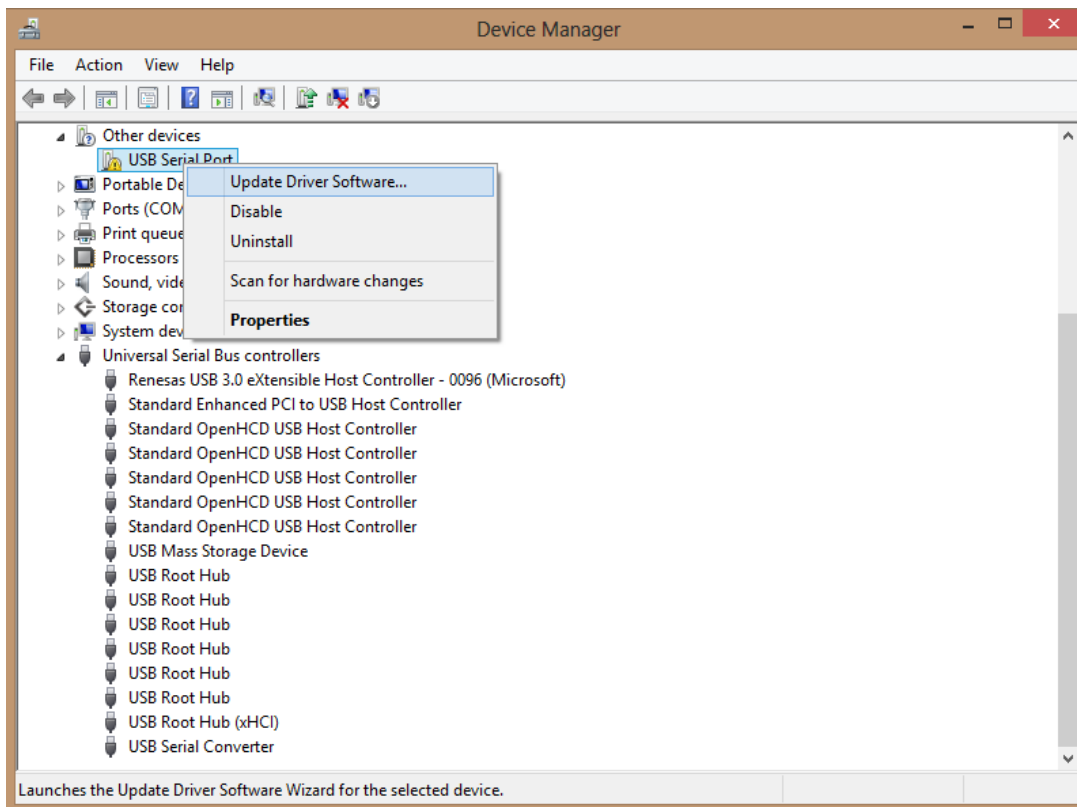 Device Manager
File Action View Help
Other devices
USB Serial Port
Update Driver Software...
Portable De
Disable
Ports (COM
Uninstall
Print queue
Processors
Scan for hardware changes
Sound, vide
Storage con
Properties
System dev
Universal Serial Bus controllers
Renesas USB 3.0 eXtensible Host Controller - 0096 (Microsoft)
Standard Enhanced PCI to USB Host Controller
Standard OpenHCD USB Host Controller
Standard OpenHCD USB Host Controller
Standard OpenHCD USB Host Controller
Standard OpenHCD USB Host Controller
Standard OpenHCD USB Host Controller
USB Mass Storage Device
USB Root Hub
USB Root Hub
USB Root Hub
USB Root Hub
USB Root Hub
USB Root Hub
USB Root Hub (xHCI)
USB Serial Converter
Launches the Update Driver Software Wizard for the selected device.